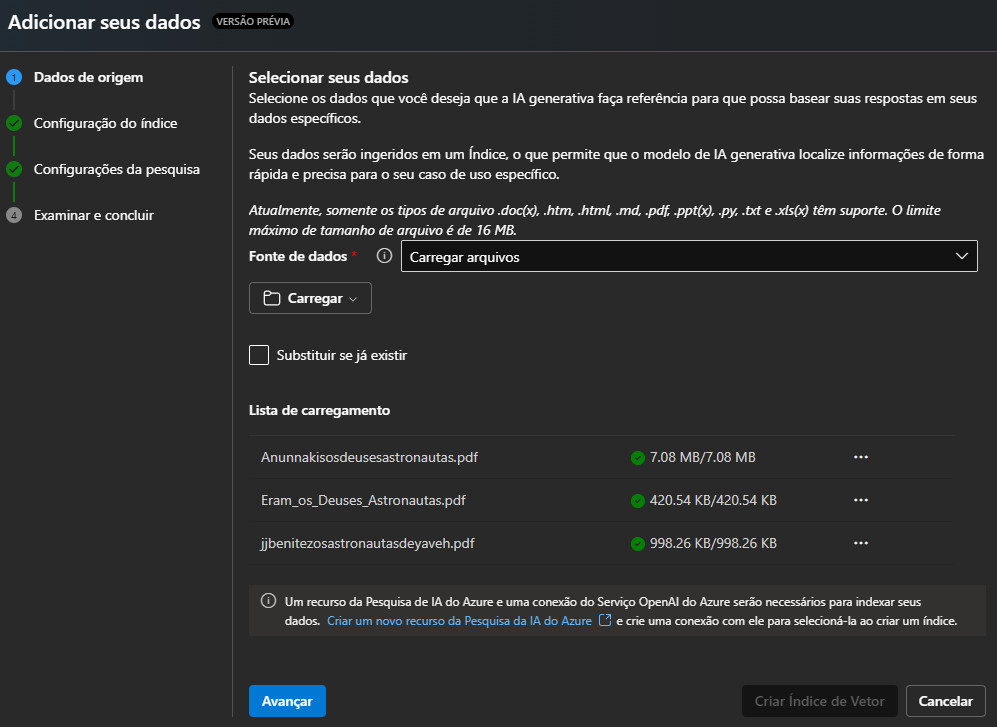 Adicionar seus dados VERSÃO PRÉVIA
1 Dados de origem
Configuração do índice
Configurações da pesquisa
4 Examinar e concluir
Selecionar seus dados
Selecione os dados que você deseja que a IA generativa faça referência para que possa basear suas respostas em seus
dados específicos.
Seus dados serão ingeridos em um Índice, o que permite que o modelo de IA generativa localize informações de forma
rápida e precisa para o seu caso de uso específico.
Atualmente, somente os tipos de arquivo .doc(x), .htm, .html, .md, .pdf, .ppt(x), .py, .txt e .xls(x) têm suporte. O limite
máximo de tamanho de arquivo é de 16 MB.
Fonte de dados * Carregar arquivos
Carregar
Substituir se já existir
Lista de carregamento
Anunnakisosdeusesastronautas.pdf 7.08 MB/7.08 MB ...
Eram_os_Deuses_Astronautas.pdf 420.54 KB/420.54 KB ...
jjbenitezosastronautasdeyaveh.pdf 998.26 KB/998.26 KB ...
Um recurso da Pesquisa de IA do Azure e uma conexão do Serviço OpenAI do Azure serão necessários para indexar seus
dados. Criar um novo recurso da Pesquisa da IA do Azure e crie uma conexão com ele para selecioná-la ao criar um índice.
Avançar Criar Índice de Vetor Cancelar